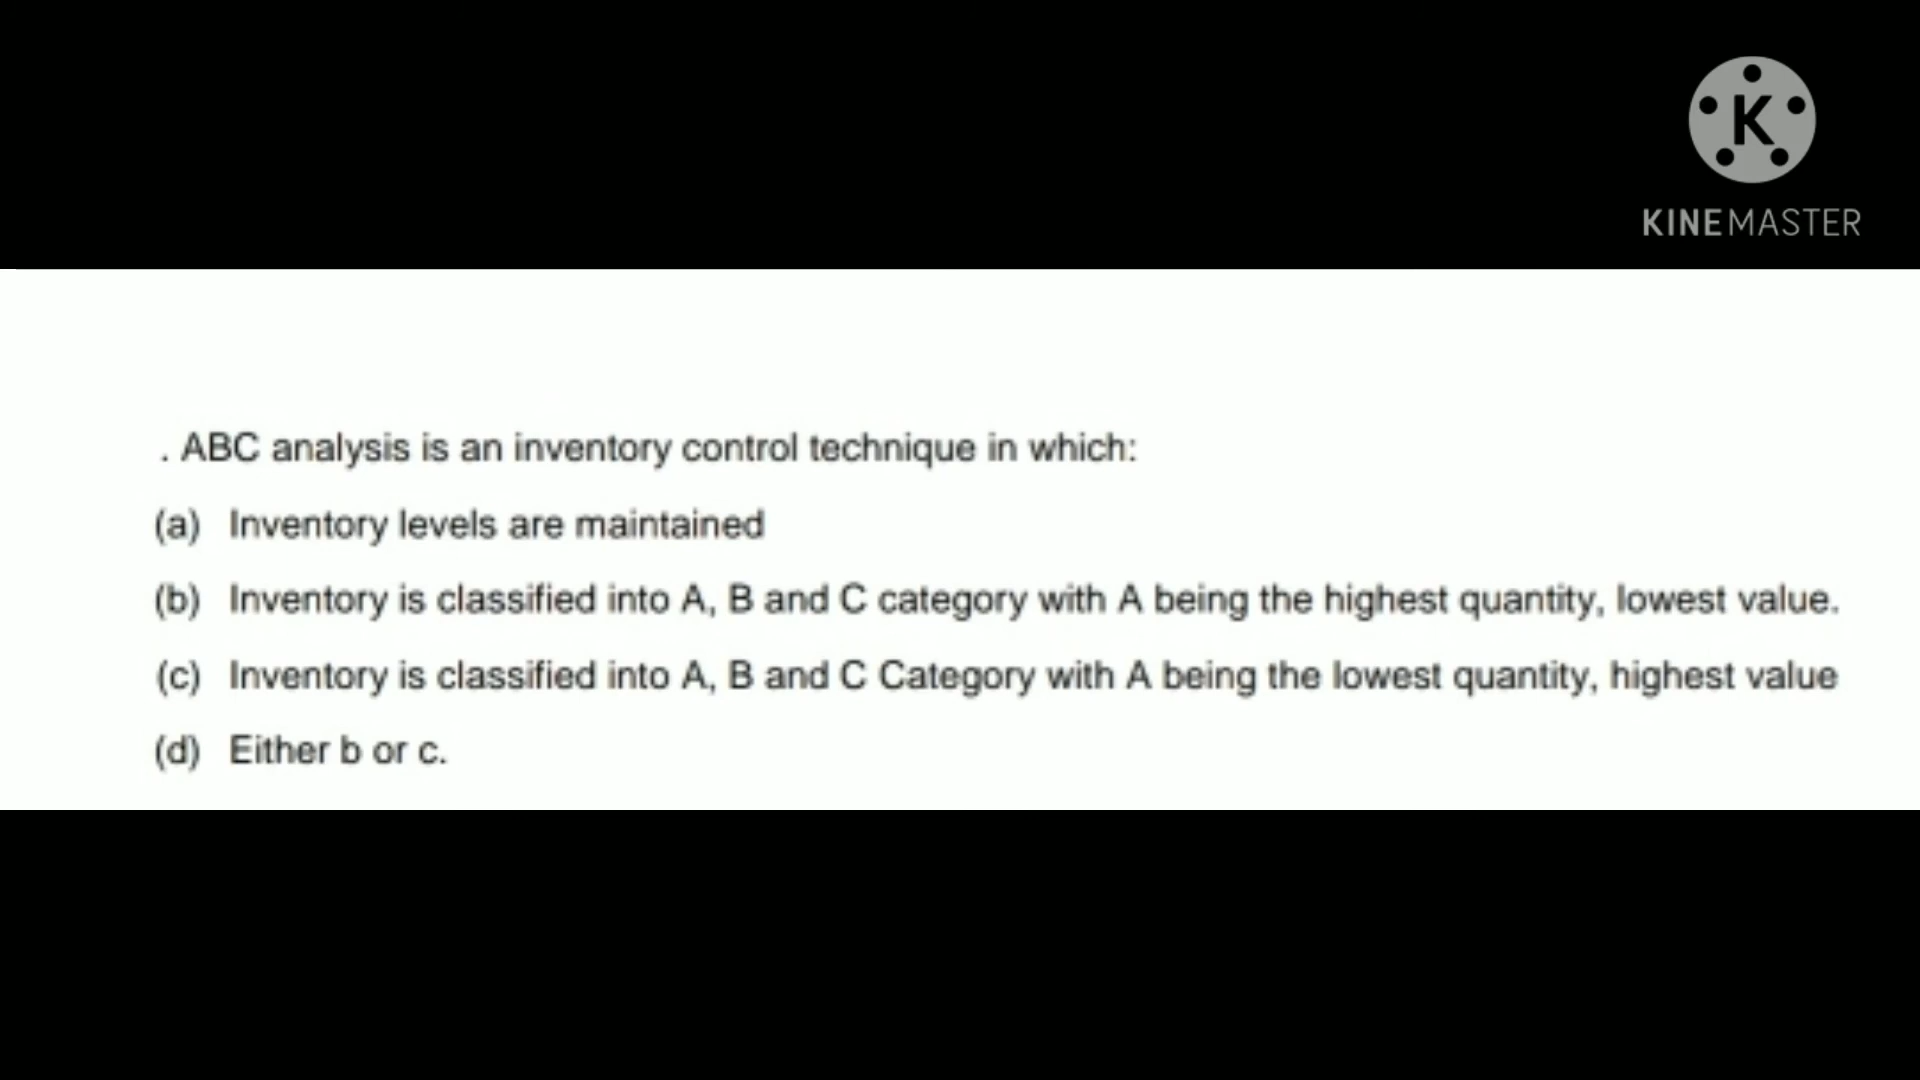 K
KINEMASTER
. ABC analysis is an inventory control technique in which:
(a) Inventory levels are maintained
(b) Inventory is classified into A, B and C category with A being the highest quantity, lowest value.
(c) Inventory is classified into A, B and C Category with A being the lowest quantity, highest value
(d) Either b or c.